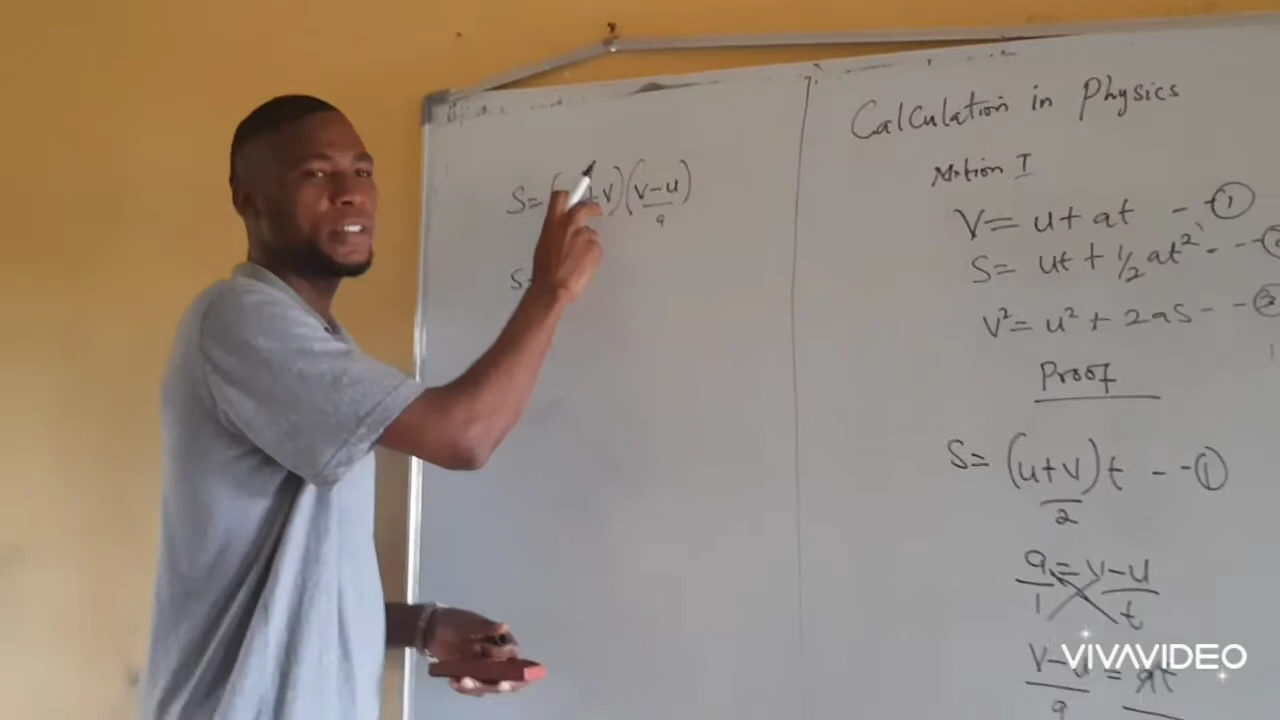 S= +v)(v-u)
a
S=
Calculation in Physics
Motion I
V= u+at - - ①
S= ut + 1/2 at² - - -
V²= u² + 2as - - ③
Proof
S= (u+v)t - - ①
2
a = v-u
1 t
v-u = at
a
VIVAVIDEO